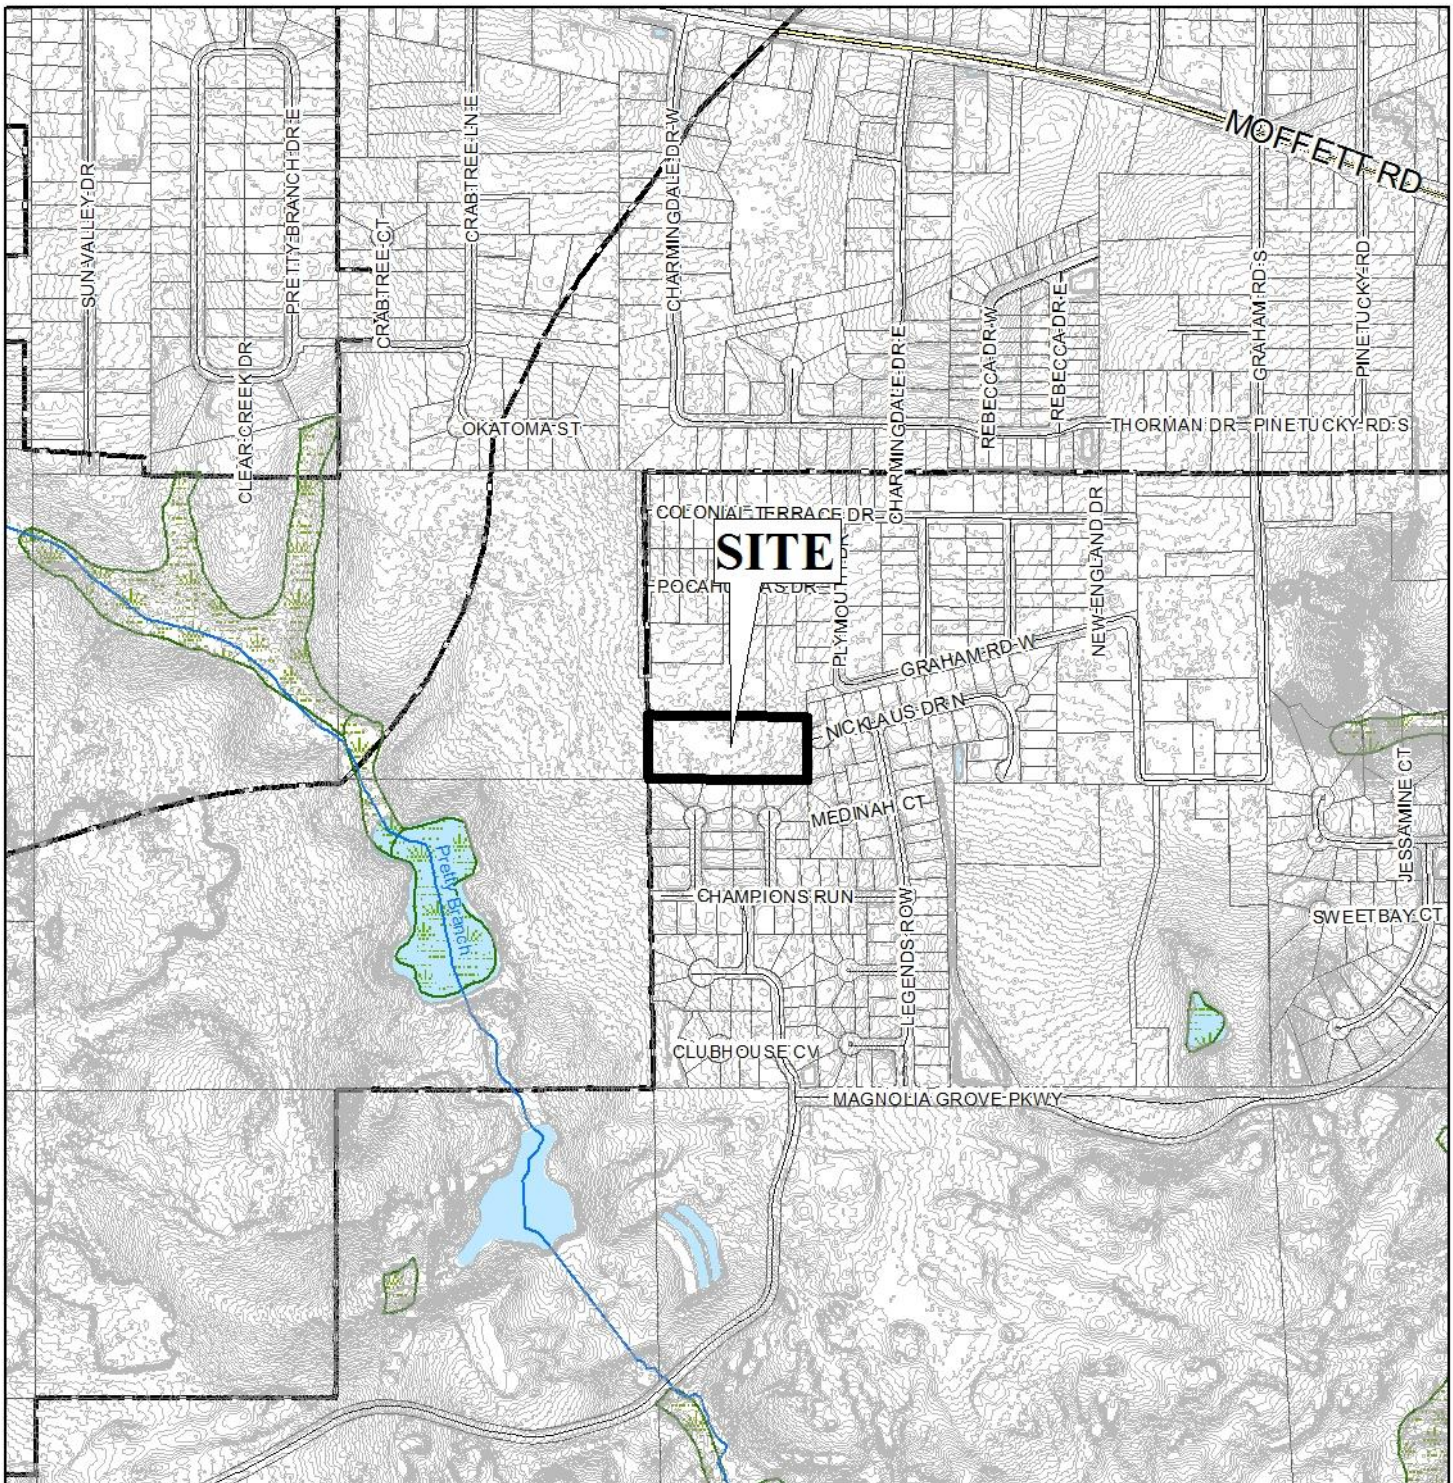 MOFFETT RD
SUN VALLEY DR
PRETTY BRANCH DR E
CRABTREE CT
CRABTREE LN E
CHARMINGDALE DR W
CLEAR CREEK DR
OKATOMA ST
CHARMINGDALE DR E
REBECCA DR W
REBECCA DR E
GRAHAM RD S
PINETUCKY RD
THORMAN DR
PINETUCKY RD S
COLONIAL TERRACE DR
SITE
NEW ENGLAND DR
GRAHAM RD W
NICKLAUS DR N
MEDINAH CT
JESSAMINE CT
Pretty Branch
CHAMPIONS RUN
LEGENDS ROW
SWEETBAY CT
CLUBHOUSE CV
MAGNOLIA GROVE PKWY